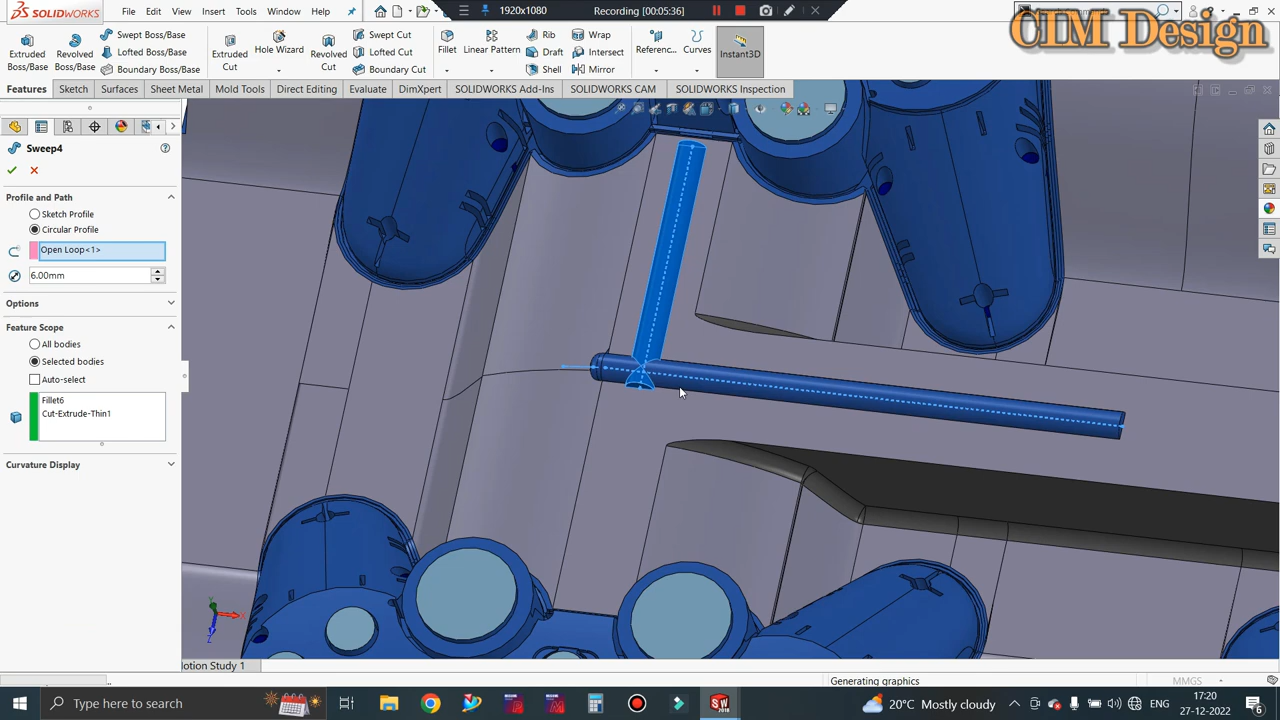 SOLIDWORKS
File
Edit
View
Insert
Tools
Window
1920x1080
Recording [00:05:36]
CIM Design
Extruded Boss/Base
Revolved Boss/Base
Swept Boss/Base
Lofted Boss/Base
Boundary Boss/Base
Extruded Cut
Hole Wizard
Revolved Cut
Swept Cut
Lofted Cut
Boundary Cut
Fillet
Linear Pattern
Rib
Draft
Shell
Wrap
Intersect
Mirror
Referenc...
Curves
Instant3D
Features
Sketch
Surfaces
Sheet Metal
Mold Tools
Direct Editing
Evaluate
DimXpert
SOLIDWORKS Add-Ins
SOLIDWORKS CAM
SOLIDWORKS Inspection
Sweep4
Profile and Path
Sketch Profile
Circular Profile
Open Loop<1>
6.00mm
Options
Feature Scope
All bodies
Selected bodies
Auto-select
Fillet6
Cut-Extrude-Thin1
Curvature Display
X
Y
Z
otion Study 1
Generating graphics
MMGS
Type here to search
SW
2018
20°C Mostly cloudy
ENG
17:20
27-12-2022
6